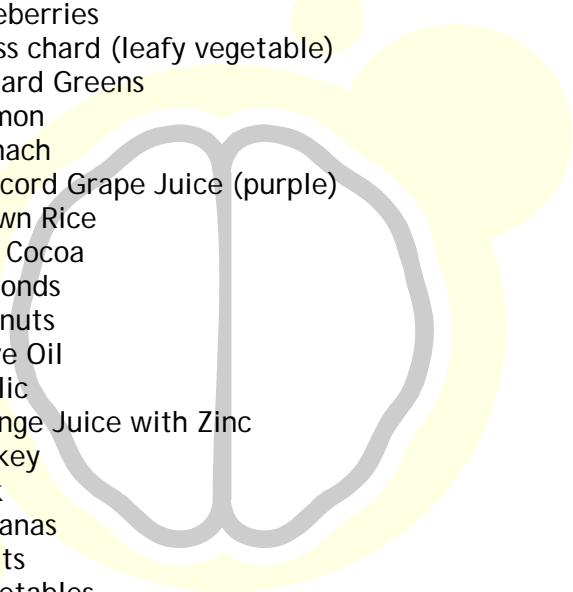 eberries
ss chard (leafy vegetable)
ard Greens
mon
nach
cord Grape Juice (purple)
wn Rice
Cocoa
onds
nuts
e Oil
lic
nge Juice with Zinc
key
k
anas
ts
etables